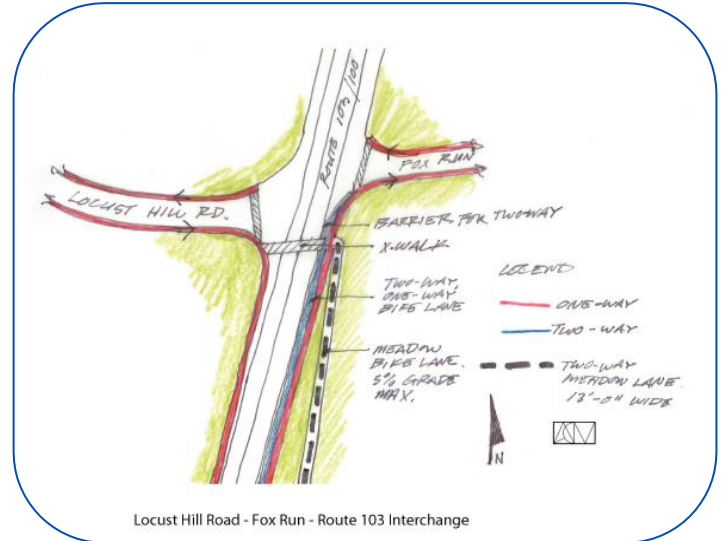 ROUTE 103/100
FOX RUN
LOCUST HILL RD.
BARRIER FOR TWO-WAY
X-WALK
TWO-WAY,
ONE-WAY
BIKE LANE
MEADOW
BIKE LANE.
5% GRADE
MAX.
LEGEND
ONE-WAY
TWO-WAY
TWO-WAY
MEADOW LANE.
12'-0" WIDE
N
Locust Hill Road - Fox Run - Route 103 Interchange